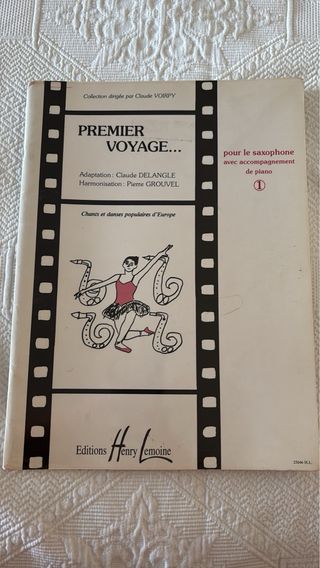 Collection dirigée par Claude VOIRPY
PREMIER
VOYAGE...
Adaptation : Claude DELANGLE
Harmonisation : Pierre GROUVEL
pour le saxophone
avec accompagnement
de piano
①
Chants et danses populaires d'Europe
Editions Henry Lemoine
25046 H.L.